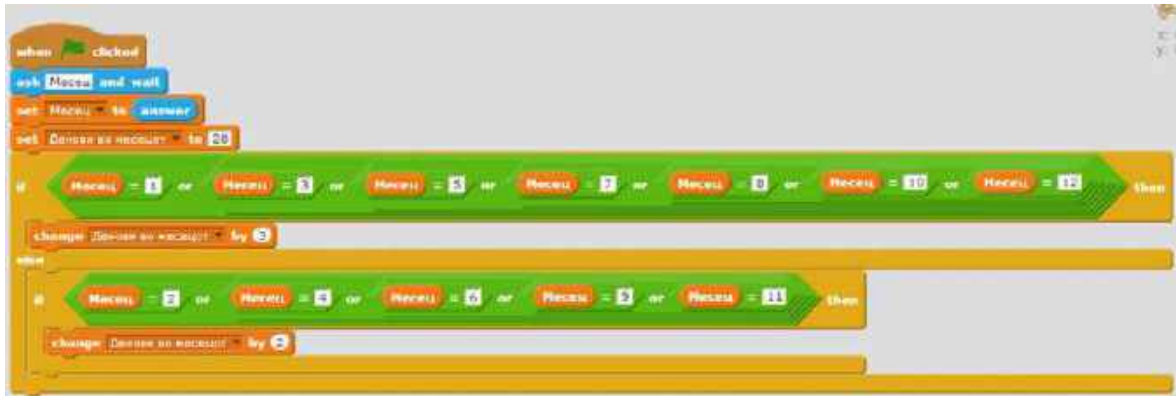 when clicked
ask Месец and wait
set Месец to answer
set Денови во месецот to 28
if Месец = 1 or Месец = 3 or Месец = 5 or Месец = 7 or Месец = 8 or Месец = 10 or Месец = 12 then
change Денови во месецот by 3
else
if Месец = 2 or Месец = 4 or Месец = 6 or Месец = 9 or Месец = 11 then
change Денови во месецот by 2